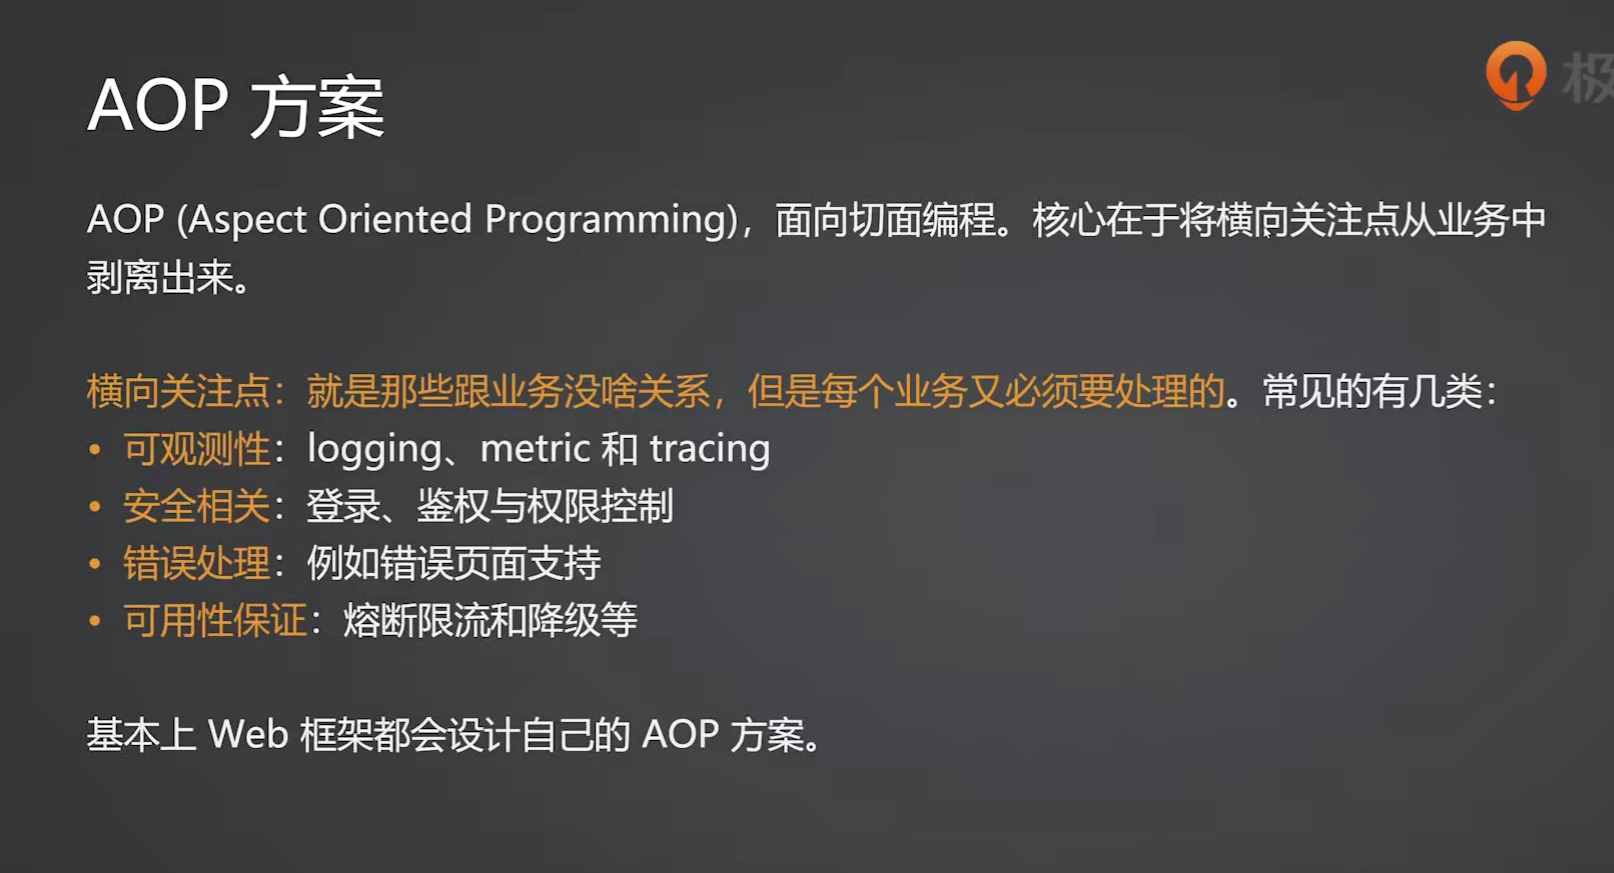 AOP 方案
极
AOP (Aspect Oriented Programming)，面向切面编程。核心在于将横向关注点从业务中
剥离出来。
横向关注点：就是那些跟业务没啥关系，但是每个业务又必须要处理的。常见的有几类：
• 可观测性：logging、metric 和 tracing
• 安全相关：登录、鉴权与权限控制
• 错误处理：例如错误页面支持
• 可用性保证：熔断限流和降级等
基本上 Web 框架都会设计自己的 AOP 方案。